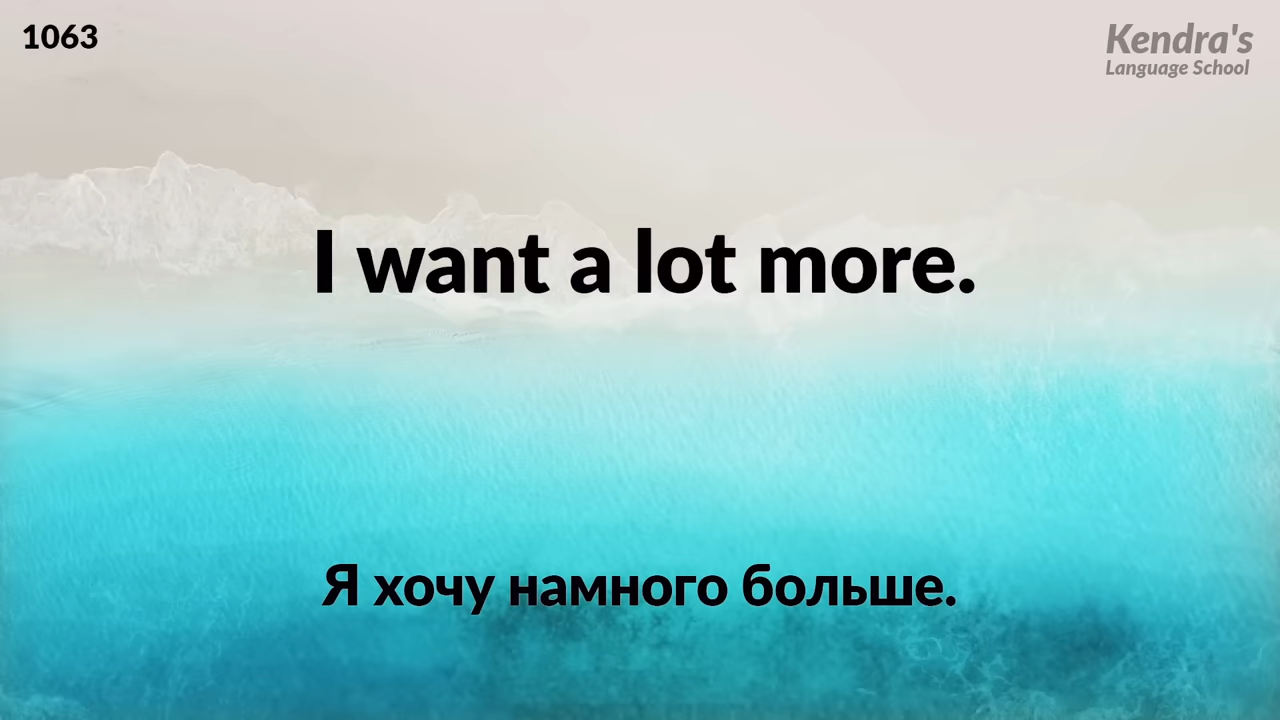 1063
Kendra's
Language School
I want a lot more.
Я хочу намного больше.